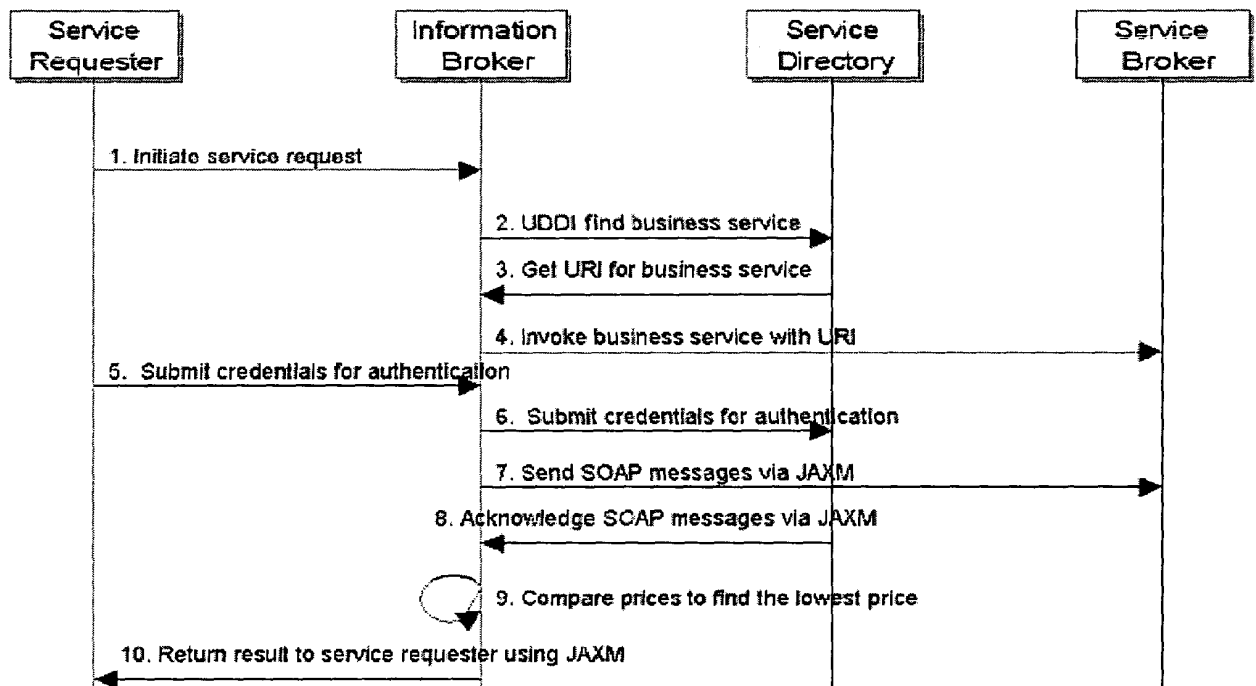 Service
Requester
Information
Broker
Service
Directory
Service
Broker
1. Initiate service request
2. UDDI find business service
3. Get URI for business service
4. Invoke business service with URI
5. Submit credentials for authentication
6. Submit credentials for authentication
7. Send SOAP messages via JAXM
8. Acknowledge SOAP messages via JAXM
9. Compare prices to find the lowest price
10. Return result to service requester using JAXM